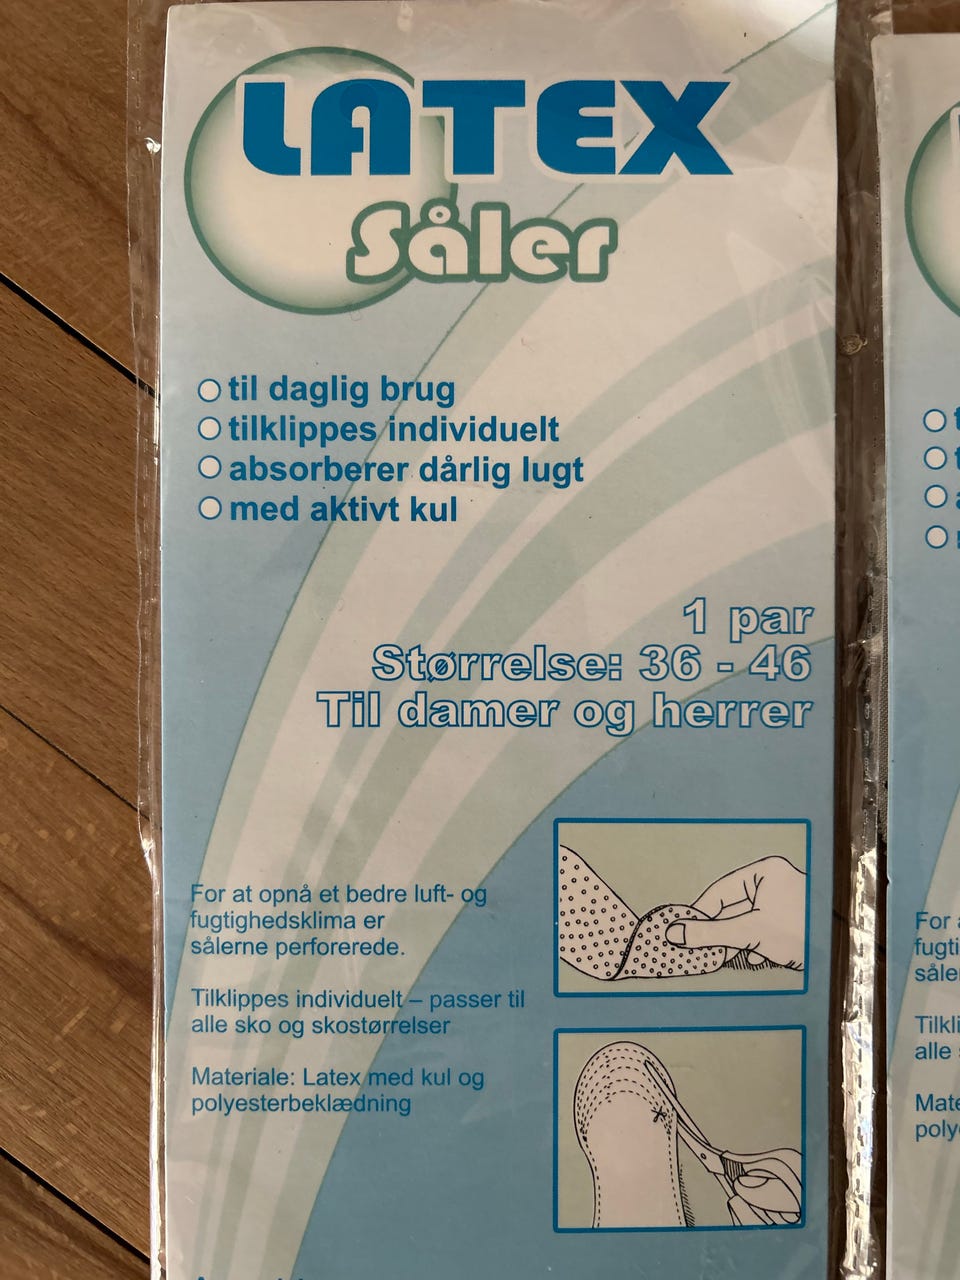 LATEX
Såler
til daglig brug
tilklippes individuelt
absorberer dårlig lugt
med aktivt kul
1 par
Størrelse: 36 - 46
Til damer og herrer
For at opnå et bedre luft- og
fugtighedsklima er
sålerne perforerede.
Tilklippes individuelt – passer til
alle sko og skostørrelser
Materiale: Latex med kul og
polyesterbeklædning
For
alle